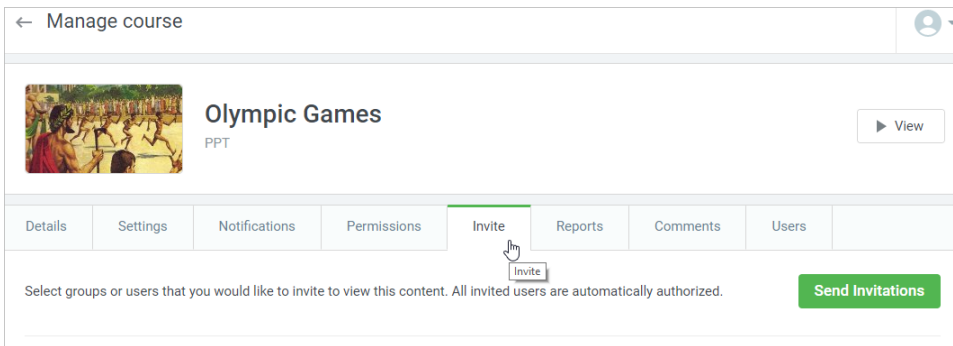 Manage course
Olympic Games
PPT
View
Details Settings Notifications Permissions Invite Reports Comments Users
Invite
Select groups or users that you would like to invite to view this content. All invited users are automatically authorized.
Send Invitations